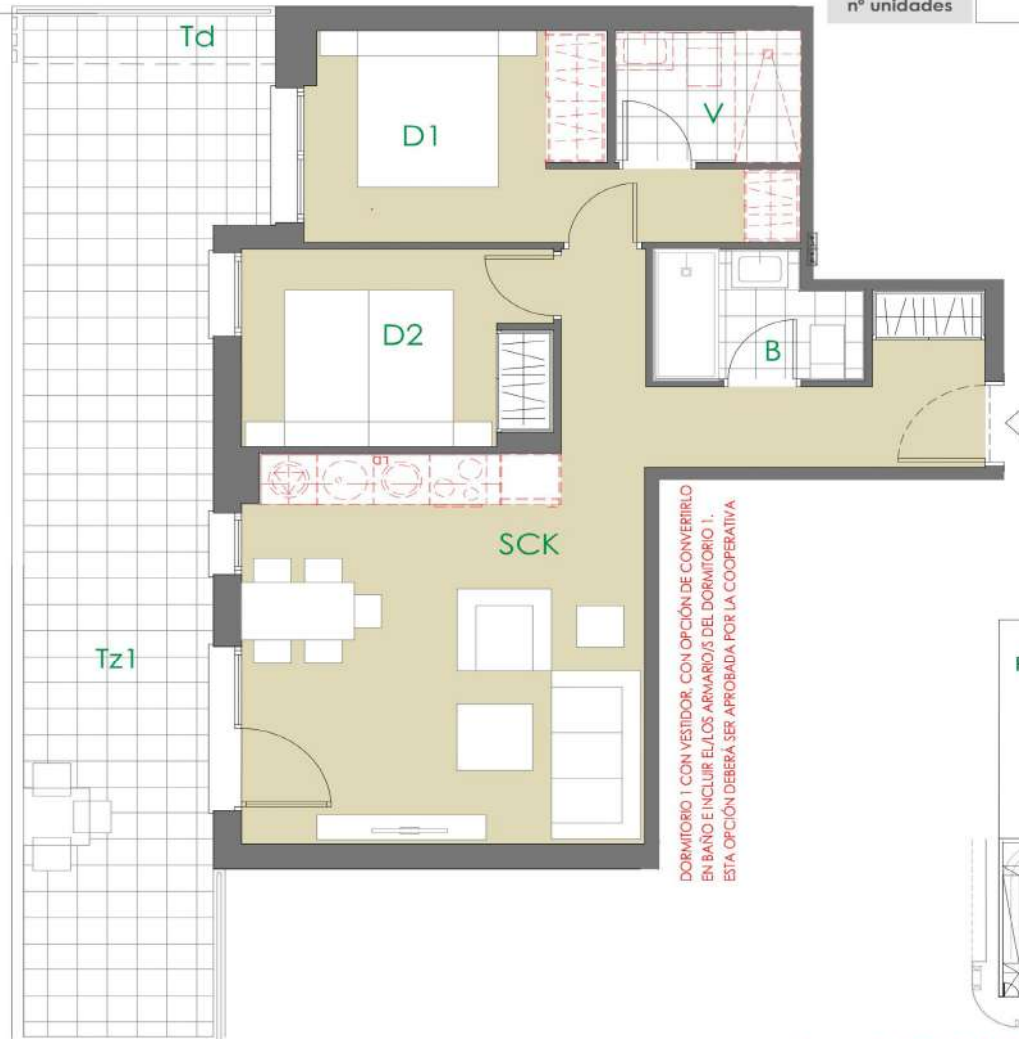 nº unidades
Td
D1
V
D2
B
LD
SCK
Tz1
DORMITORIO 1 CON VESTIDOR, CON OPCIÓN DE CONVERTIRLO
EN BAÑO E INCLUIR EL/LOS ARMARIO/S DEL DORMITORIO 1.
ESTA OPCIÓN DEBERÁ SER APROBADA POR LA COOPERATIVA